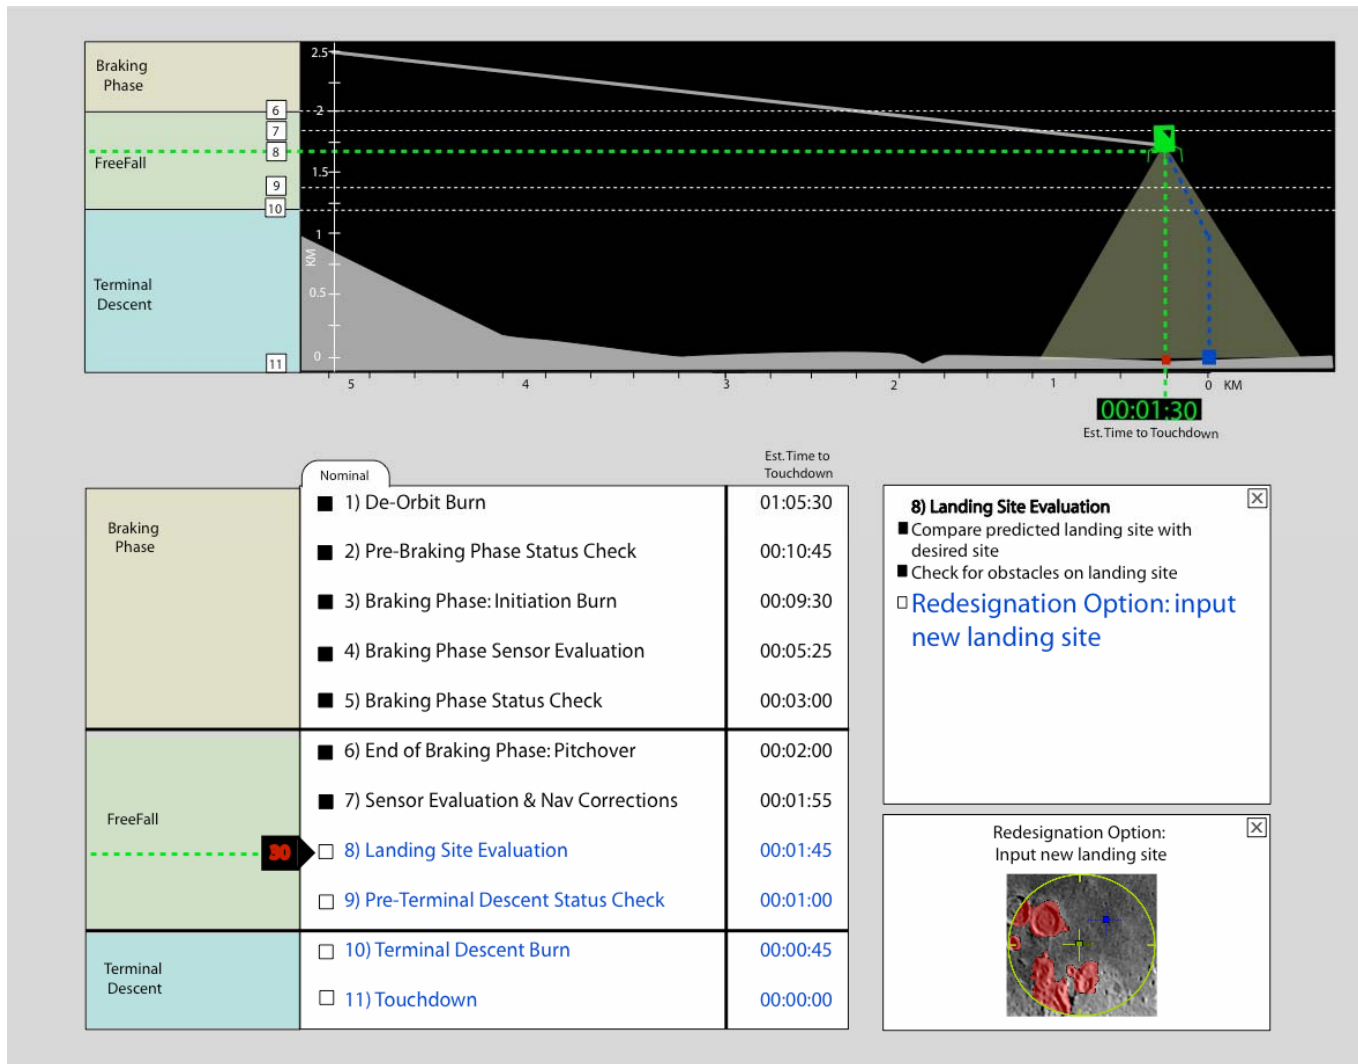 Braking
Phase
FreeFall
Terminal
Descent
6
7
8
9
10
11
2.5
2
1.5
1
KM
0.5
0
5
4
3
2
1
0 KM
00:01:30
Est. Time to Touchdown
Nominal
Est. Time to
Touchdown
Braking
Phase
1) De-Orbit Burn 01:05:30
2) Pre-Braking Phase Status Check 00:10:45
3) Braking Phase: Initiation Burn 00:09:30
4) Braking Phase Sensor Evaluation 00:05:25
5) Braking Phase Status Check 00:03:00
FreeFall
6) End of Braking Phase: Pitchover 00:02:00
7) Sensor Evaluation & Nav Corrections 00:01:55
30
8) Landing Site Evaluation 00:01:45
9) Pre-Terminal Descent Status Check 00:01:00
Terminal
Descent
10) Terminal Descent Burn 00:00:45
11) Touchdown 00:00:00
8) Landing Site Evaluation
Compare predicted landing site with
desired site
Check for obstacles on landing site
Redesignation Option: input
new landing site
Redesignation Option:
Input new landing site